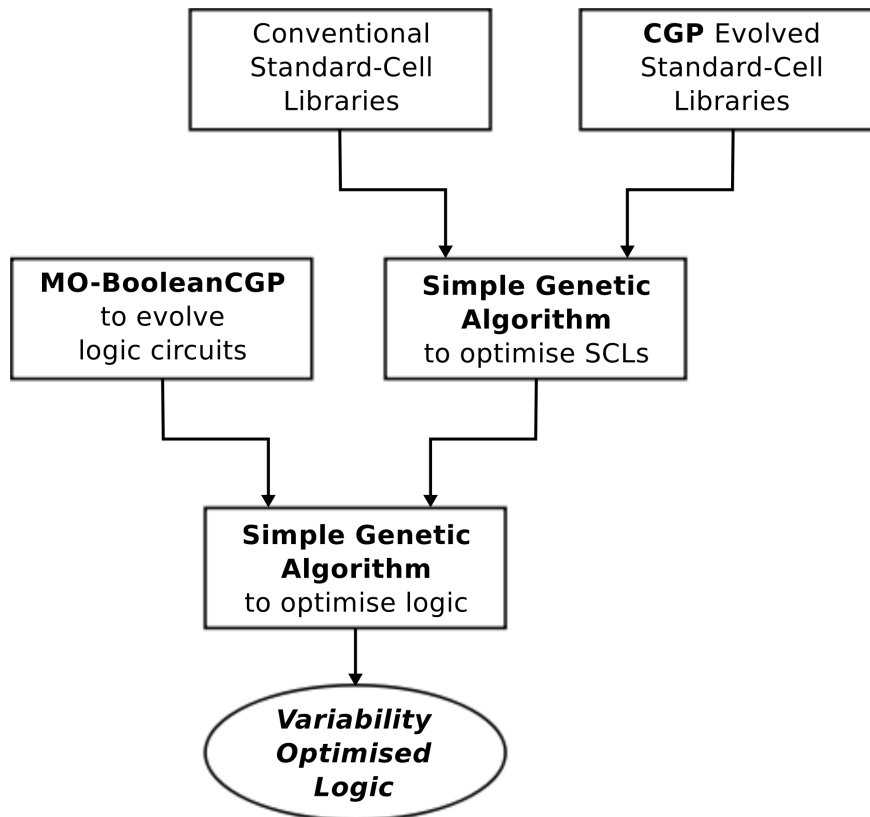 Conventional
Standard-Cell
Libraries
CGP Evolved
Standard-Cell
Libraries
MO-BooleanCGP
to evolve
logic circuits
Simple Genetic
Algorithm
to optimise SCLs
Simple Genetic
Algorithm
to optimise logic
Variability
Optimised
Logic